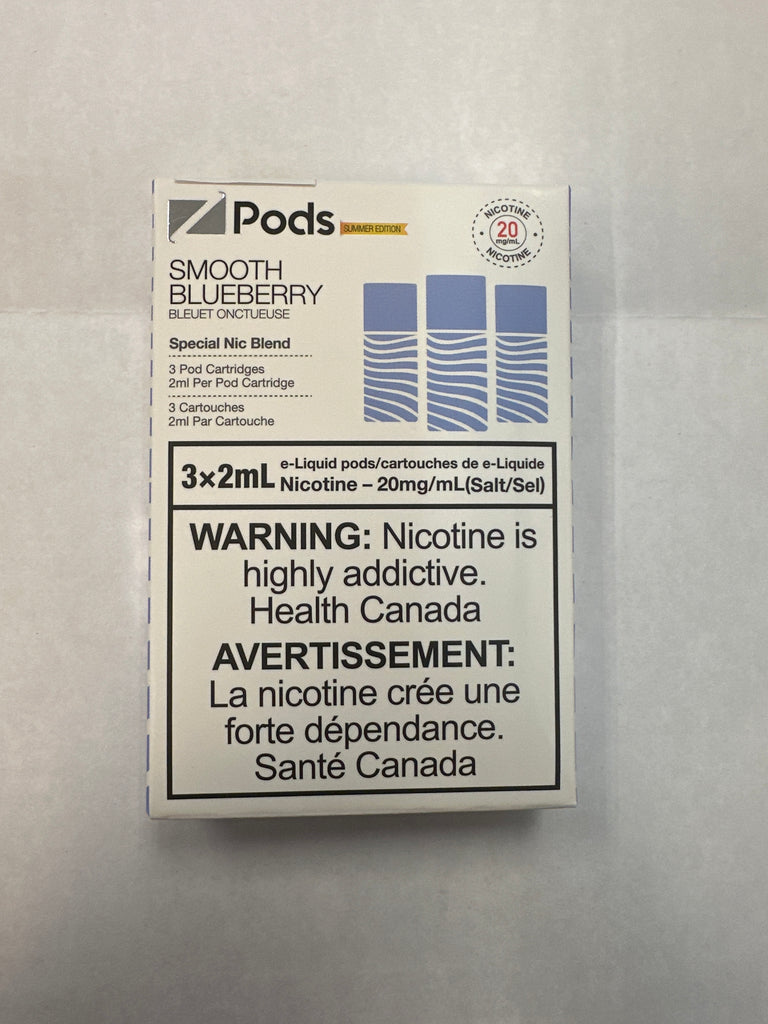 Pods
SUMMER EDITION
NICOTINE
20
mg/mL
NICOTINE
SMOOTH
BLUEBERRY
BLEUET ONCTUEUSE
Special Nic Blend
3 Pod Cartridges
2ml Per Pod Cartridge
3 Cartouches
2ml Par Cartouche
3×2mL
e-Liquid pods/cartouches de e-Liquide
Nicotine – 20mg/mL(Salt/Sel)
WARNING: Nicotine is
highly addictive.
Health Canada
AVERTISSEMENT:
La nicotine crée une
forte dépendance.
Santé Canada